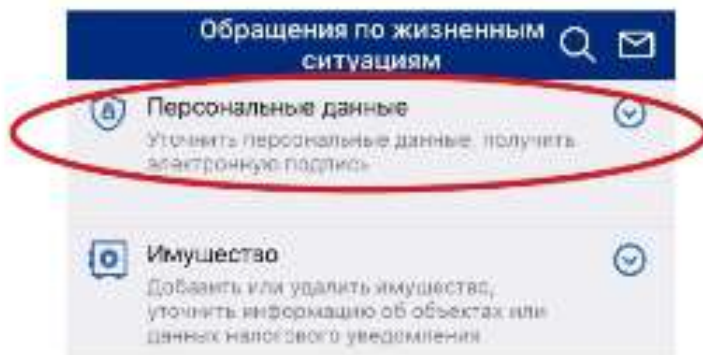 Обращения по жизненным
ситуациям
Персональные данные
Уточнить персональные данные, получить
электронную подпись
Имущество
Добавить или удалить имущество,
уточнить информацию об объектах или
данных налогового уведомления